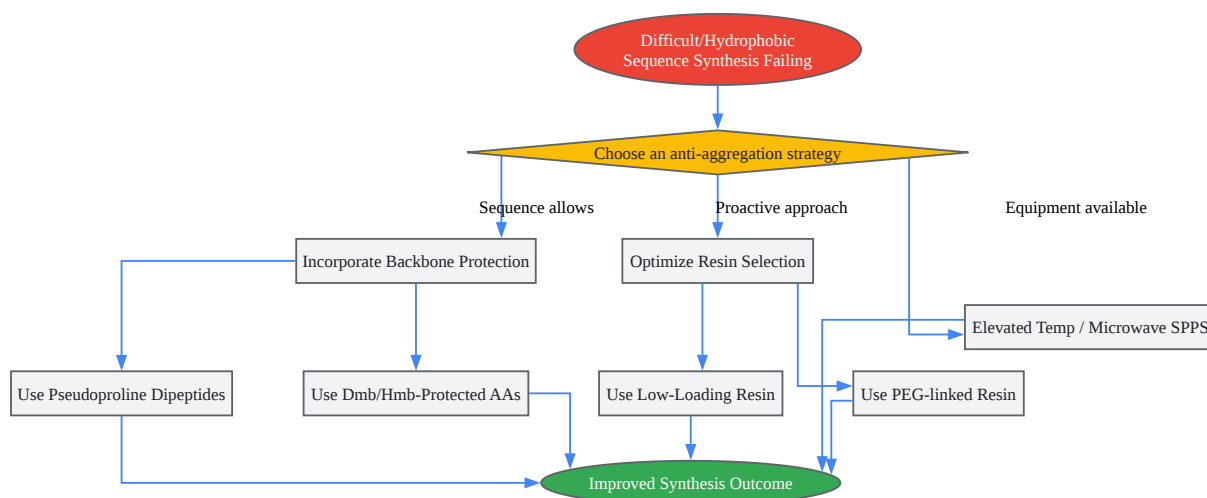 Difficult/Hydrophobic
Sequence Synthesis Failing
Choose an anti-aggregation strategy
Sequence allows
Proactive approach
Equipment available
Incorporate Backbone Protection
Optimize Resin Selection
Elevated Temp / Microwave SPPS
Use Pseudoproline Dipeptides
Use Dmb/Hmb-Protected AAs
Use Low-Loading Resin
Use PEG-linked Resin
Improved Synthesis Outcome